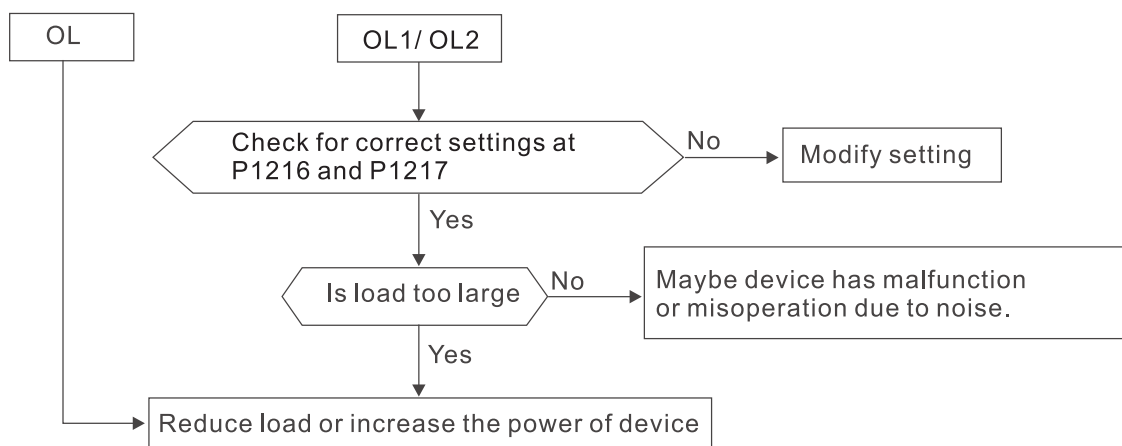 OL
OL1/ OL2
Check for correct settings at
P1216 and P1217
No
Modify setting
Yes
Is load too large
No
Maybe device has malfunction
or misoperation due to noise.
Yes
Reduce load or increase the power of device